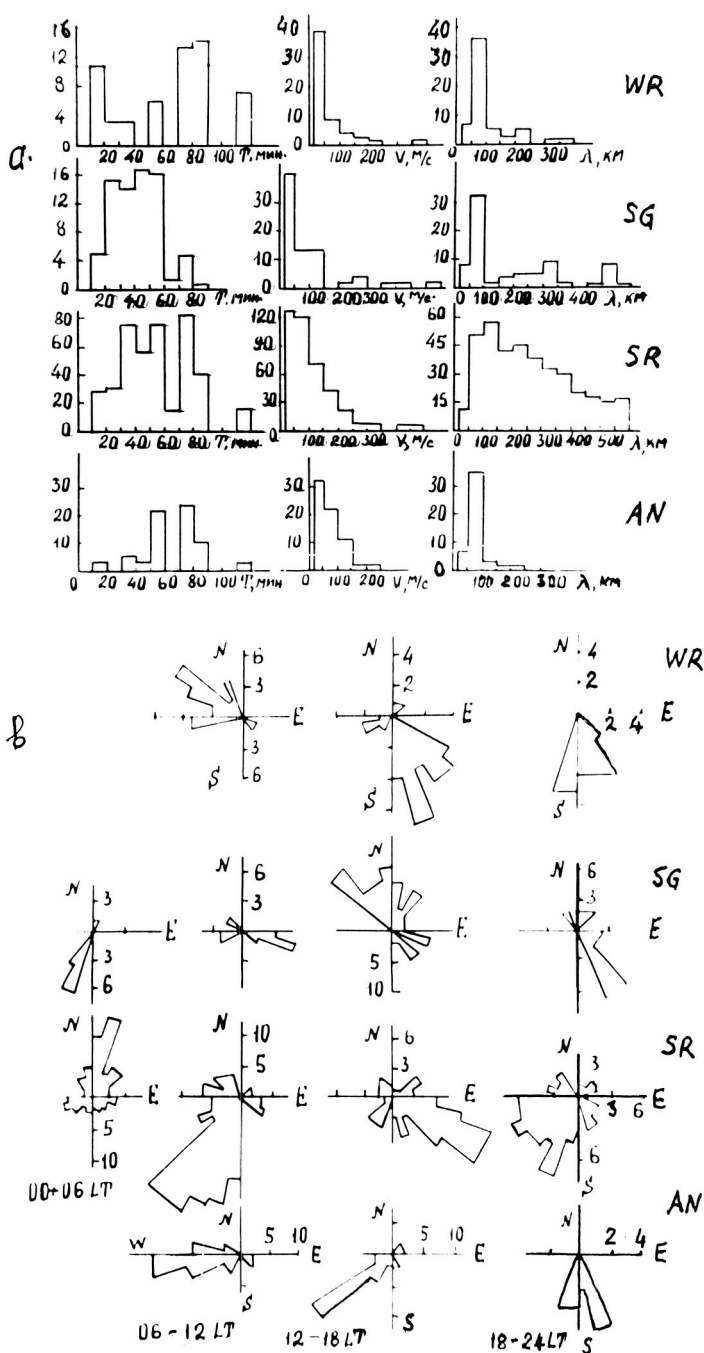 а.
16 12 8 4
20 40 60 80 100 T, мин.
40 30 20 10 0
100 200 V, м/с
40 30 20 10 0
100 200 300 λ, км
WR
16 12 8 4 0
20 40 60 80 T, мин.
40 30 20 10 0
100 200 300 V, м/с.
40 30 20 10 0
100 200 300 400 λ, км
SG
80 60 40 20 0
20 40 60 80 T, мин.
120 90 60 30 0
100 200 300 V, м/с
60 45 30 15 0
100 200 300 400 500 λ, км
SR
30 20 10 0
20 40 60 80 100 T, мин
30 20 10 0
100 200 V, м/с
30 20 10 0
100 200 300 λ, км
AN
b
N 6 3 E 3 S 6
N 4 2 E S
N 4 2 2 4 E S
WR
N 3 E 3 6
N 6 3 E
N E 5 10
N 6 3 E
SG
N E 5 10
N 10 5 E
N 6 3 E
N 3 3 6 E 6 S
SR
00÷06 LT
W N 5 10 E S
N 5 10 E S
N 2 4 E S
AN
06-12 LT
12-18 LT
18-24 LT